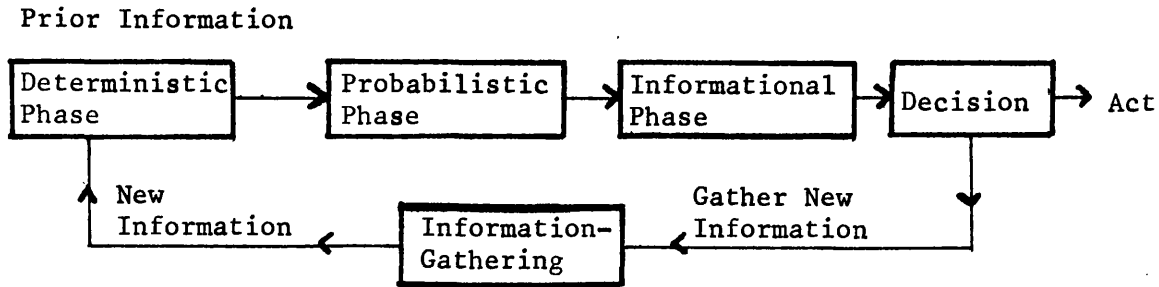 Prior Information
Deterministic
Phase
Probabilistic
Phase
Informational
Phase
Decision
Act
New
Information
Information-
Gathering
Gather New
Information